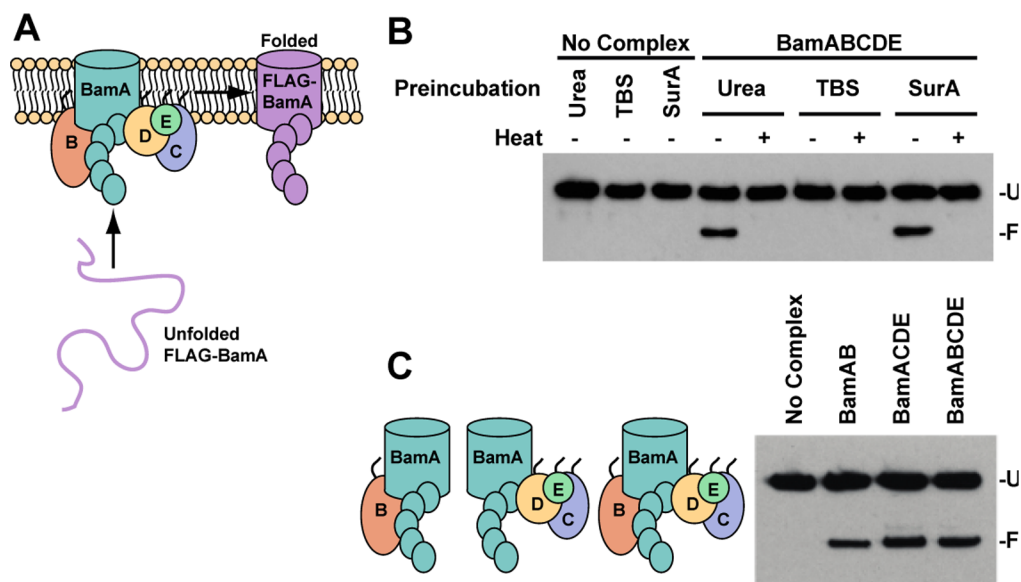 A
Folded
BamA
FLAG-
BamA
B
D
E
C
Unfolded
FLAG-BamA
B
No Complex
BamABCDE
Preincubation
Urea
TBS
SurA
Urea
TBS
SurA
Heat
- - - - + - + - +
-U
-F
C
BamA
B
BamA
D
E
C
BamA
B
D
E
C
No Complex
BamAB
BamACDE
BamABCDE
-U
-F